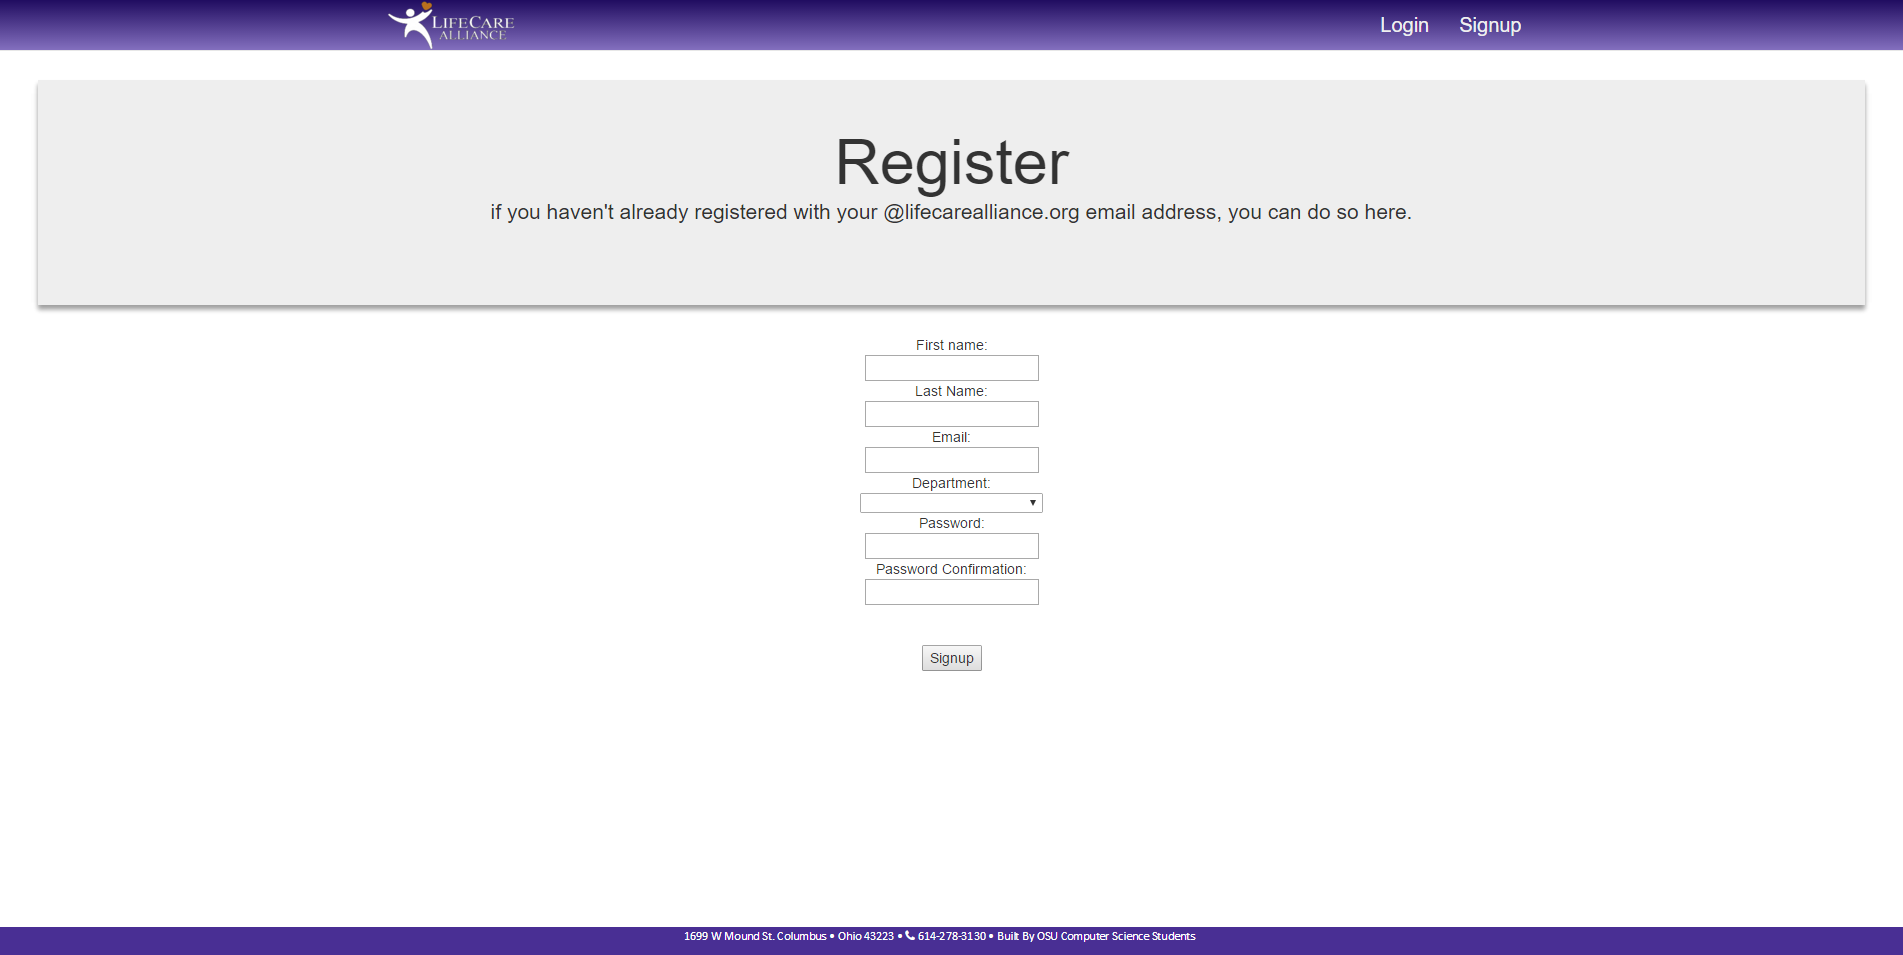 LIFECARE
ALLIANCE
Login
Signup
Register
if you haven't already registered with your @lifecarealliance.org email address, you can do so here.
First name:
Last Name:
Email:
Department:
Password:
Password Confirmation:
Signup
1699 W Mound St. Columbus • Ohio 43223 • 614-278-3130 • Built By OSU Computer Science Students